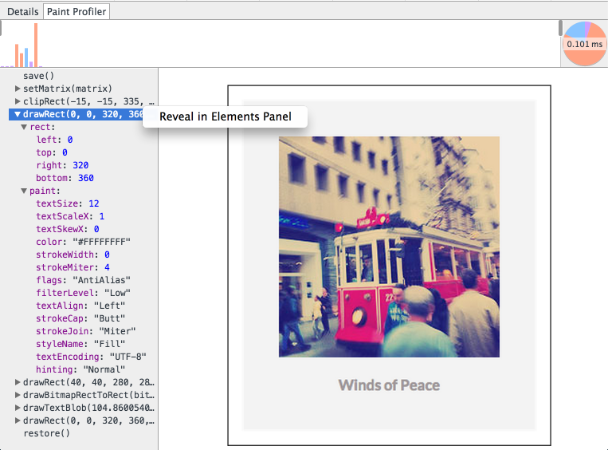 Details Paint Profiler
0.101 ms
save()
setMatrix(matrix)
clipRect(-15, -15, 335, …
drawRect(0, 0, 320, 360
Reveal in Elements Panel
rect:
left: 0
top: 0
right: 320
bottom: 360
paint:
textSize: 12
textScaleX: 1
textSkewX: 0
color: "#FFFFFFFF"
strokeWidth: 0
strokeMiter: 4
flags: "AntiAlias"
filterLevel: "Low"
textAlign: "Left"
strokeCap: "Butt"
strokeJoin: "Miter"
styleName: "Fill"
textEncoding: "UTF-8"
hinting: "Normal"
drawRect(40, 40, 280, 28…
drawBitmapRectToRect(bit…
drawTextBlob(104.8600540…
drawRect(0, 0, 320, 360,…
restore()
Winds of Peace